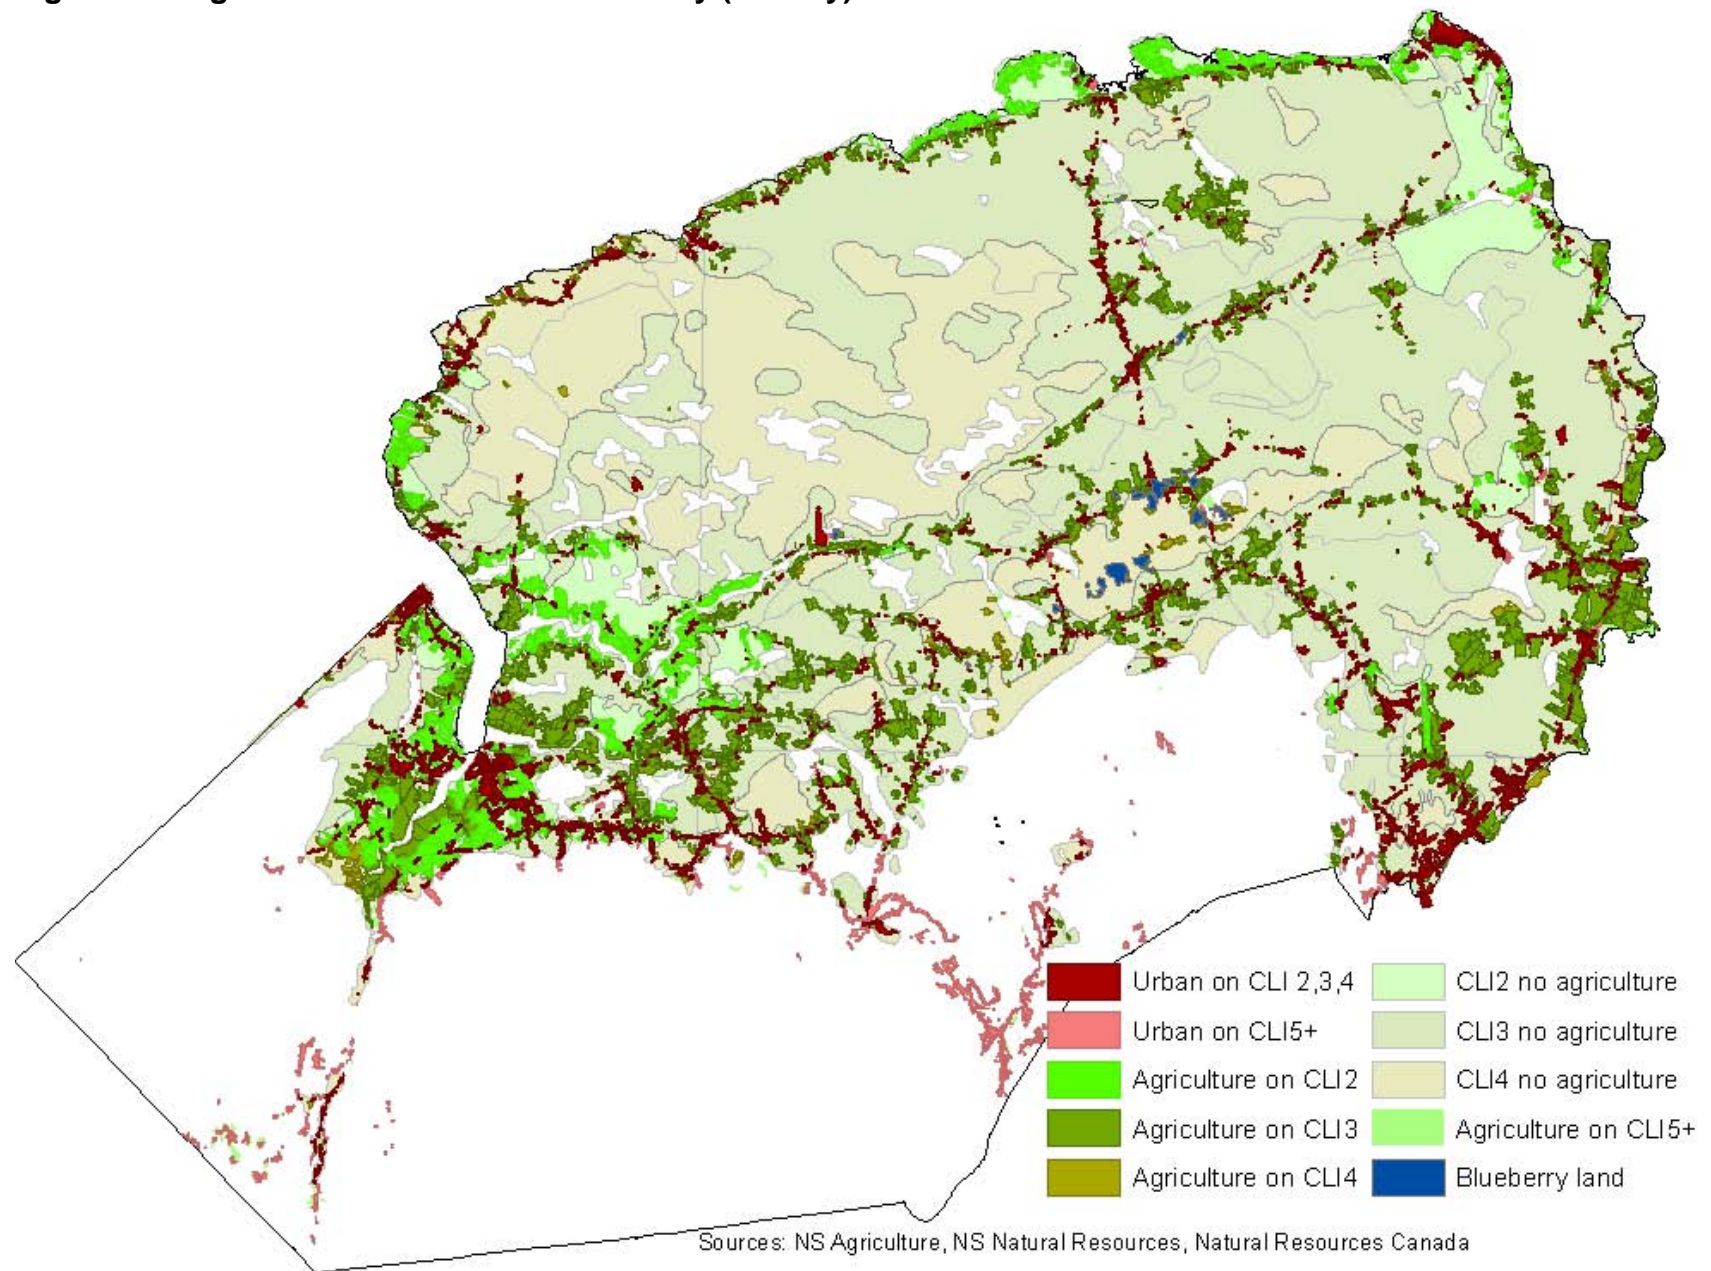 Urban on CLI 2,3,4
Urban on CLI5+
Agriculture on CLI2
Agriculture on CLI3
Agriculture on CLI4
CLI2 no agriculture
CLI3 no agriculture
CLI4 no agriculture
Agriculture on CLI5+
Blueberry land
Sources: NS Agriculture, NS Natural Resources, Natural Resources Canada